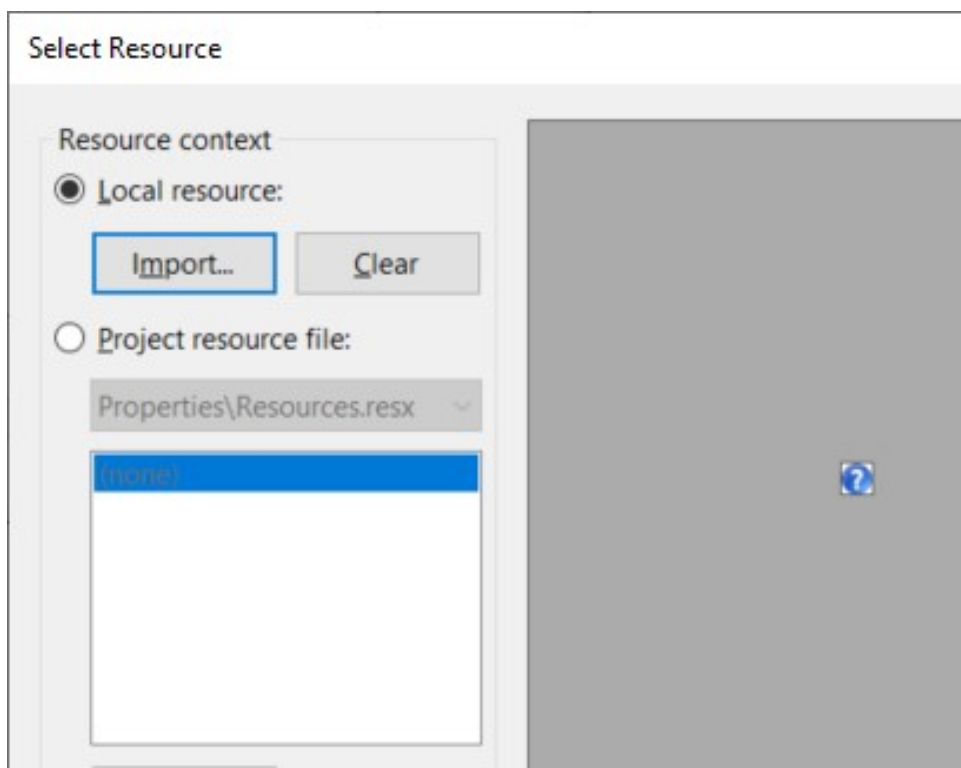 Select Resource
Resource context
Local resource:
Import...
Clear
Project resource file:
Properties\Resources.resx
(none)
?